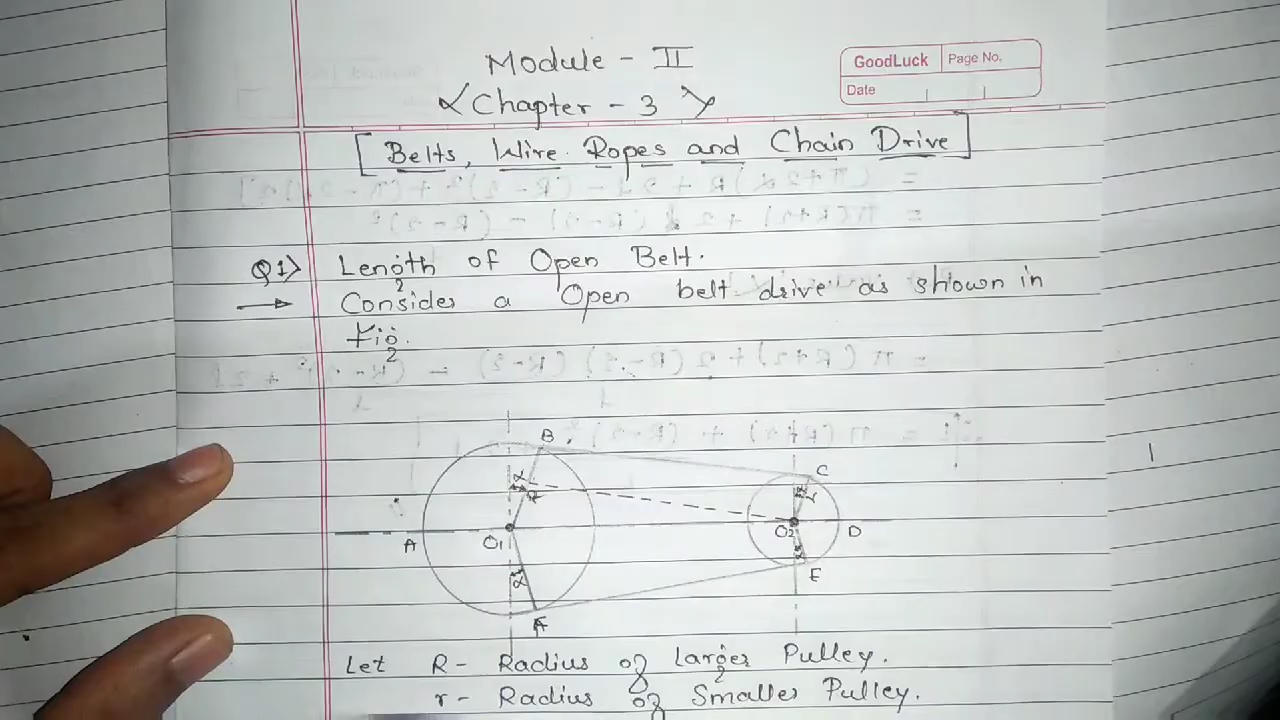 Module - II
GoodLuck Page No.
Date
<Chapter - 3>
[Belts, Wire Ropes and Chain Drive]
Q1> Length of Open Belt.
→ Consider a Open belt drive as shown in
fig.
B
C
α
R
α
r
A
O1
O2
D
α
α
E
F
Let R - Radius of larger Pulley.
r - Radius of Smaller Pulley.